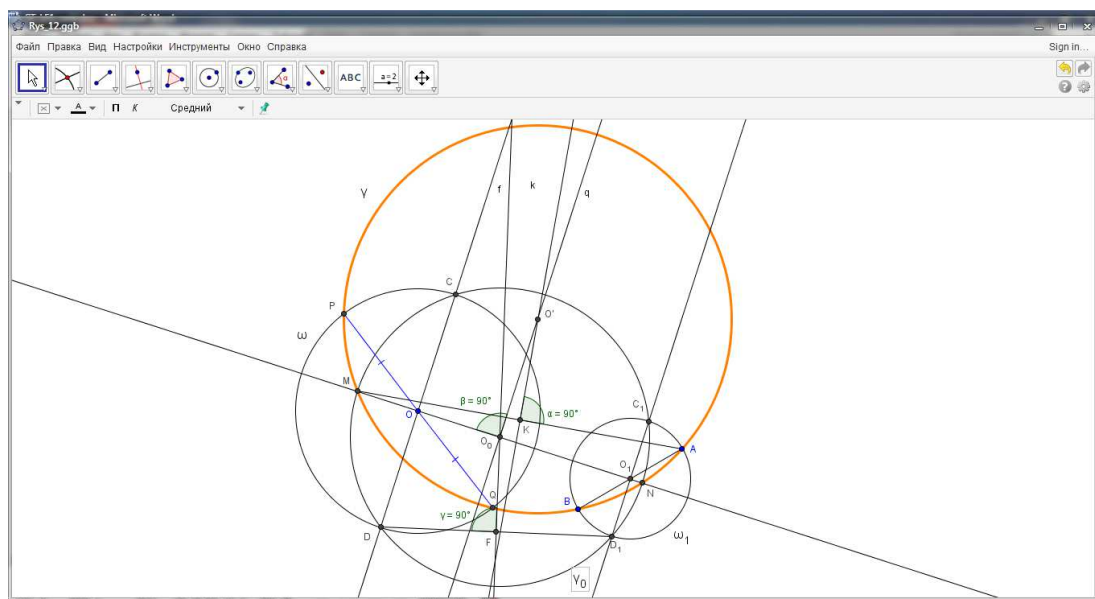 Rys_12.ggb
Файл Правка Вид Настройки Инструменты Окно Справка
Sign in...
ABC
a=2
A П К Средний
γ f k q
C
P
O'
ω
M
β = 90°
α = 90°
O
C₁
K
O₀
A
O₁
N
Q
B
γ = 90°
D
F
D₁
ω₁
γ₀